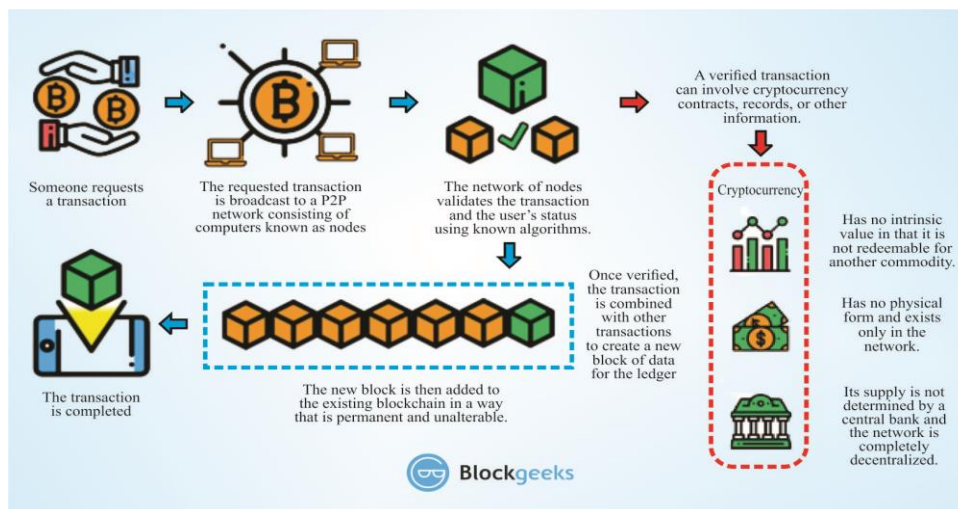 Someone requests
a transaction
The requested transaction
is broadcast to a P2P
network consisting of
computers known as nodes
The network of nodes
validates the transaction
and the user's status
using known algorithms.
A verified transaction
can involve cryptocurrency
contracts, records, or other
information.
Cryptocurrency
Has no intrinsic
value in that it is
not redeemable for
another commodity.
Has no physical
form and exists
only in the
network.
Its supply is not
determined by a
central bank and
the network is
completely
decentralized.
Once verified,
the transaction
is combined
with other
transactions
to create a new
block of data
for the ledger
The new block is then added to
the existing blockchain in a way
that is permanent and unalterable.
The transaction
is completed
Blockgeeks